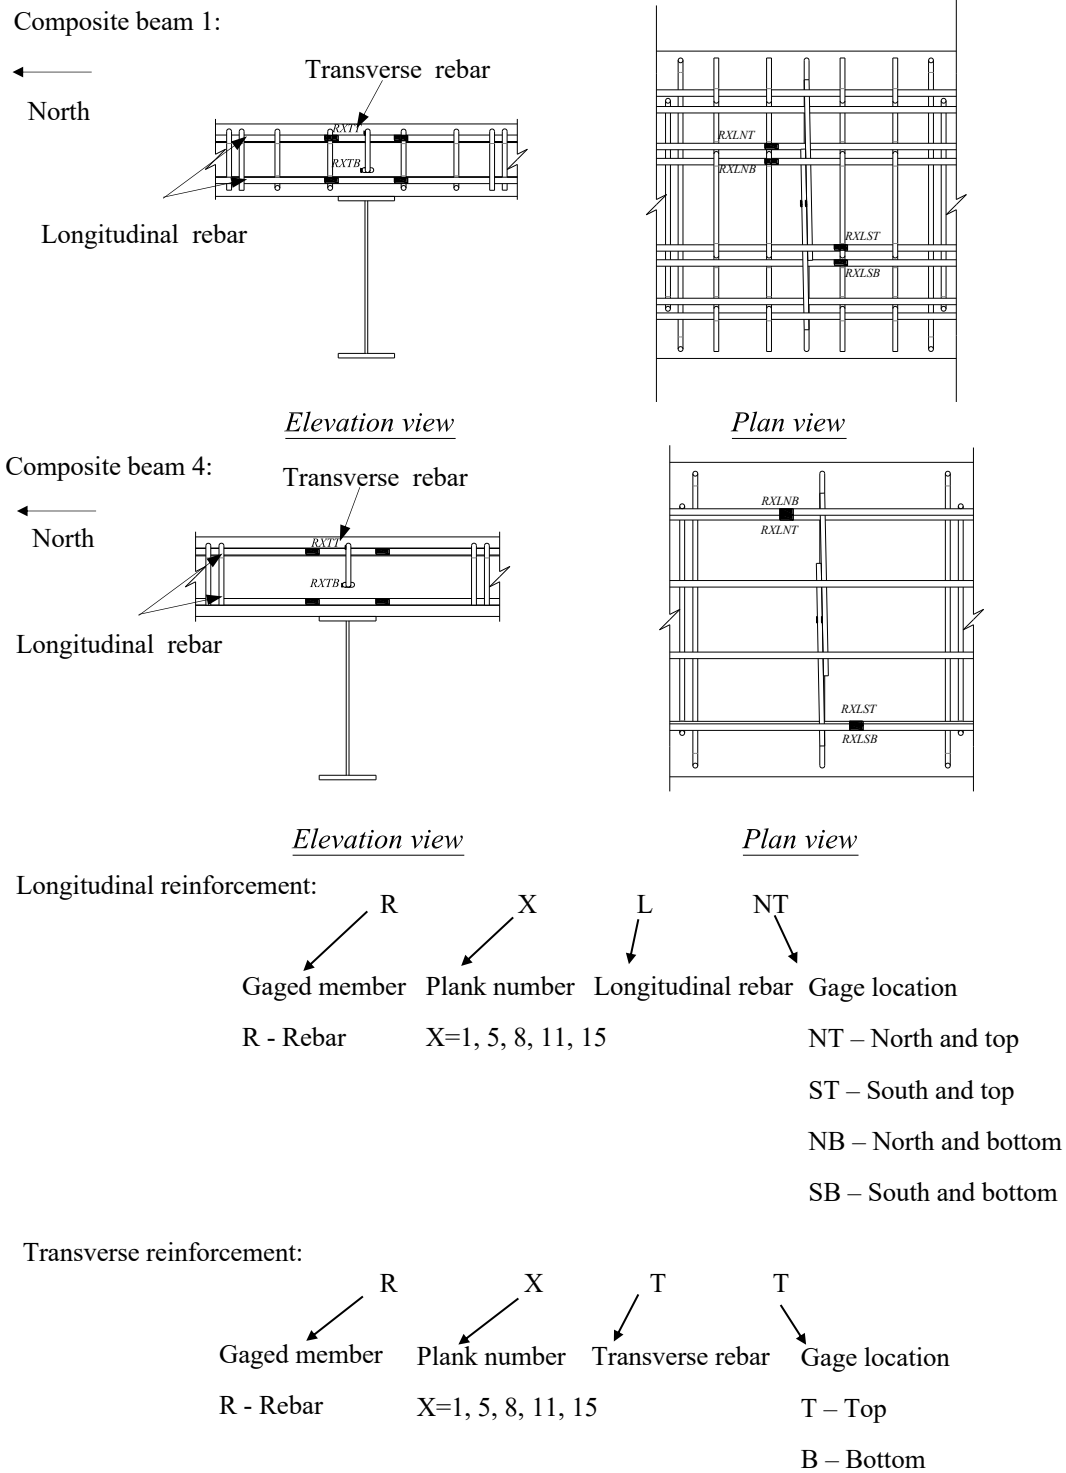 Composite beam 1:
Transverse rebar
North
RXTT
RXTB
Longitudinal rebar
RXLNT
RXLNB
RXLST
RXLSB
Elevation view
Plan view
Composite beam 4:
Transverse rebar
North
RXTT
RXTB
Longitudinal rebar
RXLNB
RXLNT
RXLST
RXLSB
Elevation view
Plan view
Longitudinal reinforcement:
R X L NT
Gaged member Plank number Longitudinal rebar Gage location
R - Rebar X=1, 5, 8, 11, 15 NT – North and top
ST – South and top
NB – North and bottom
SB – South and bottom
Transverse reinforcement:
R X T T
Gaged member Plank number Transverse rebar Gage location
R - Rebar X=1, 5, 8, 11, 15 T – Top
B – Bottom